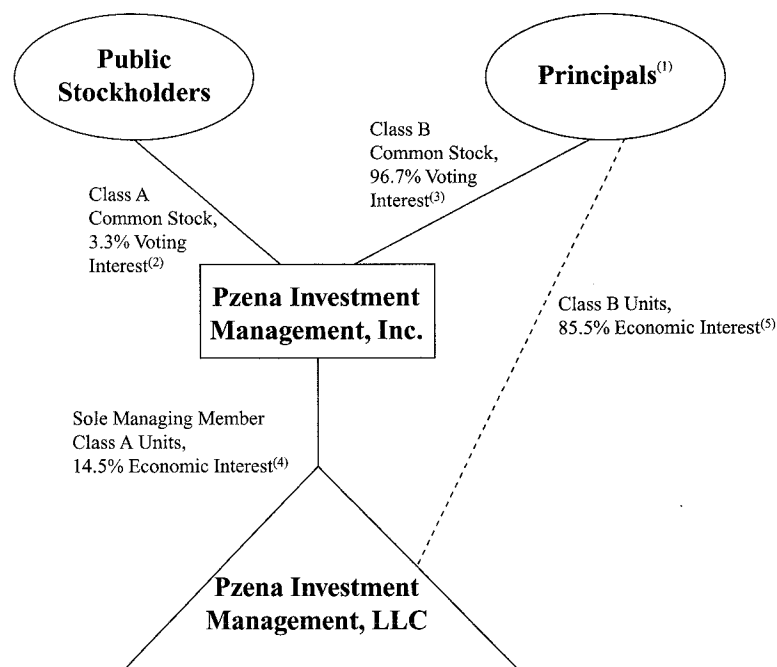 Public
Stockholders
Principals(1)
Class B
Common Stock,
96.7% Voting
Interest(3)
Class A
Common Stock,
3.3% Voting
Interest(2)
Pzena Investment
Management, Inc.
Class B Units,
85.5% Economic Interest(5)
Sole Managing Member
Class A Units,
14.5% Economic Interest(4)
Pzena Investment
Management, LLC